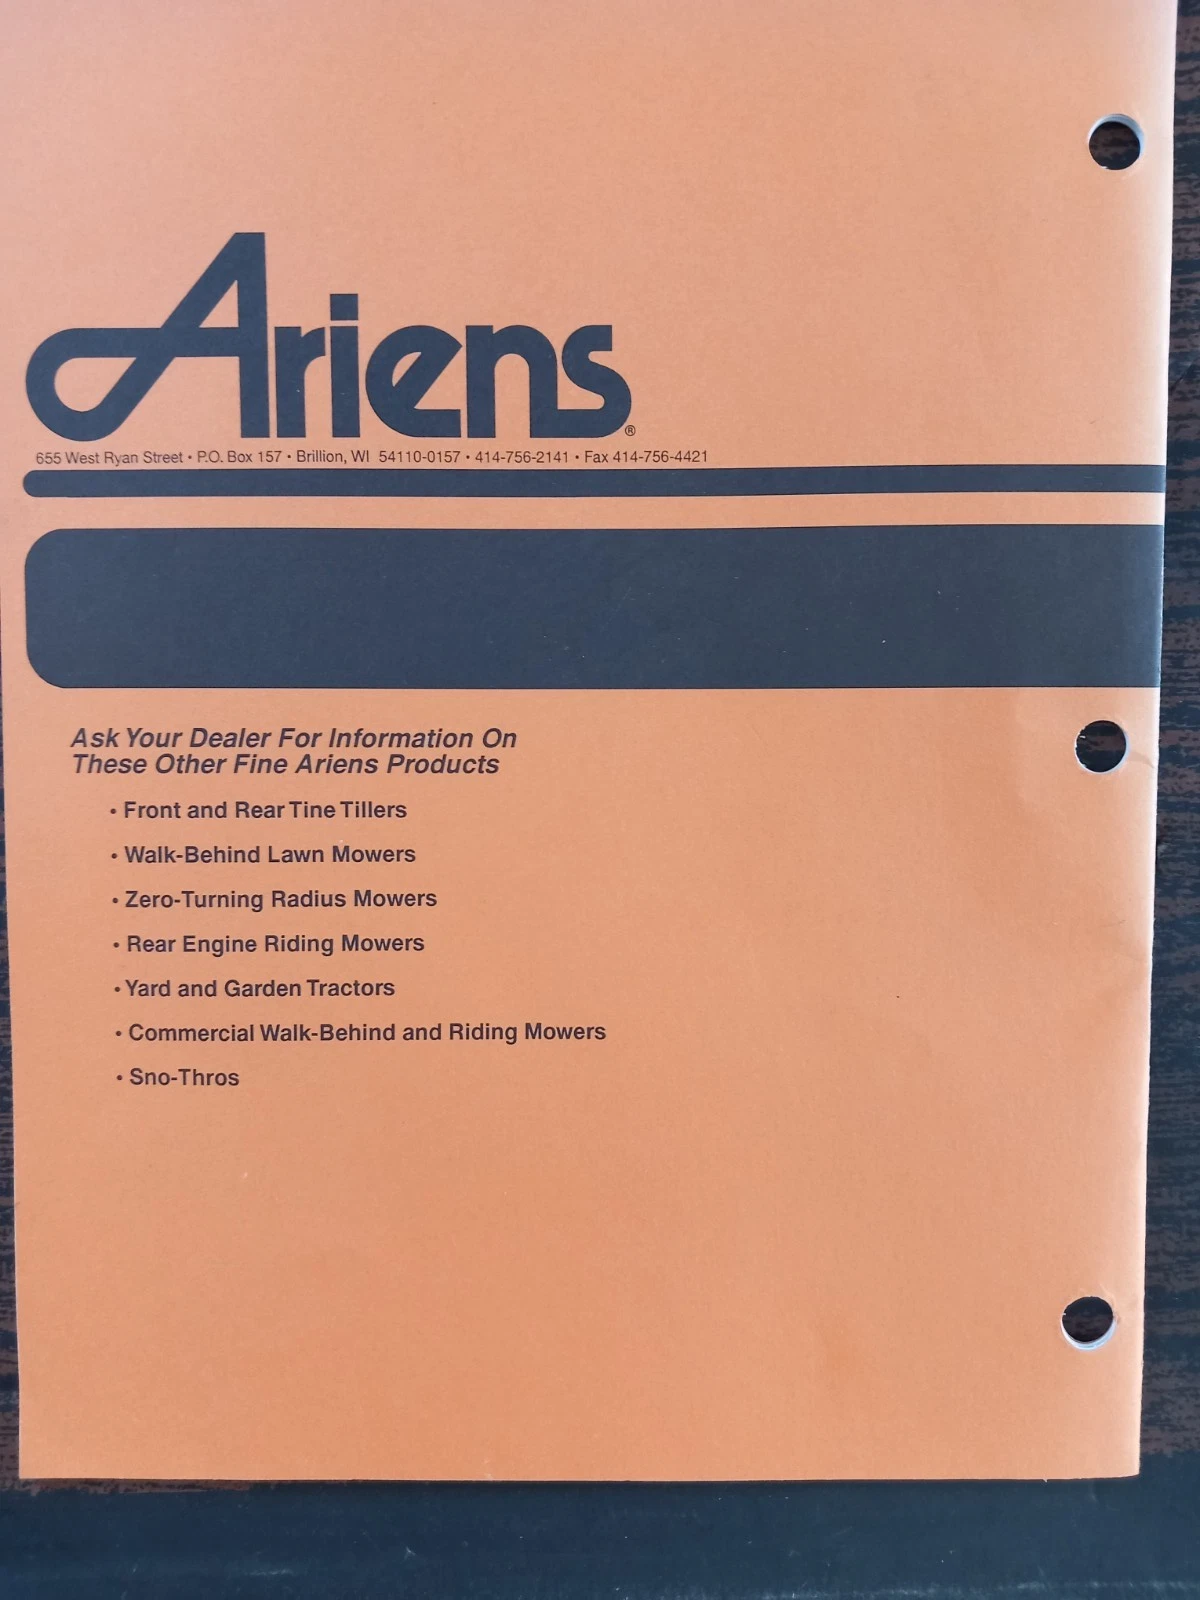 Ariens®
655 West Ryan Street • P.O. Box 157 • Brillion, WI 54110-0157 • 414-756-2141 • Fax 414-756-4421
Ask Your Dealer For Information On
These Other Fine Ariens Products
• Front and Rear Tine Tillers
• Walk-Behind Lawn Mowers
• Zero-Turning Radius Mowers
• Rear Engine Riding Mowers
• Yard and Garden Tractors
• Commercial Walk-Behind and Riding Mowers
• Sno-Thros